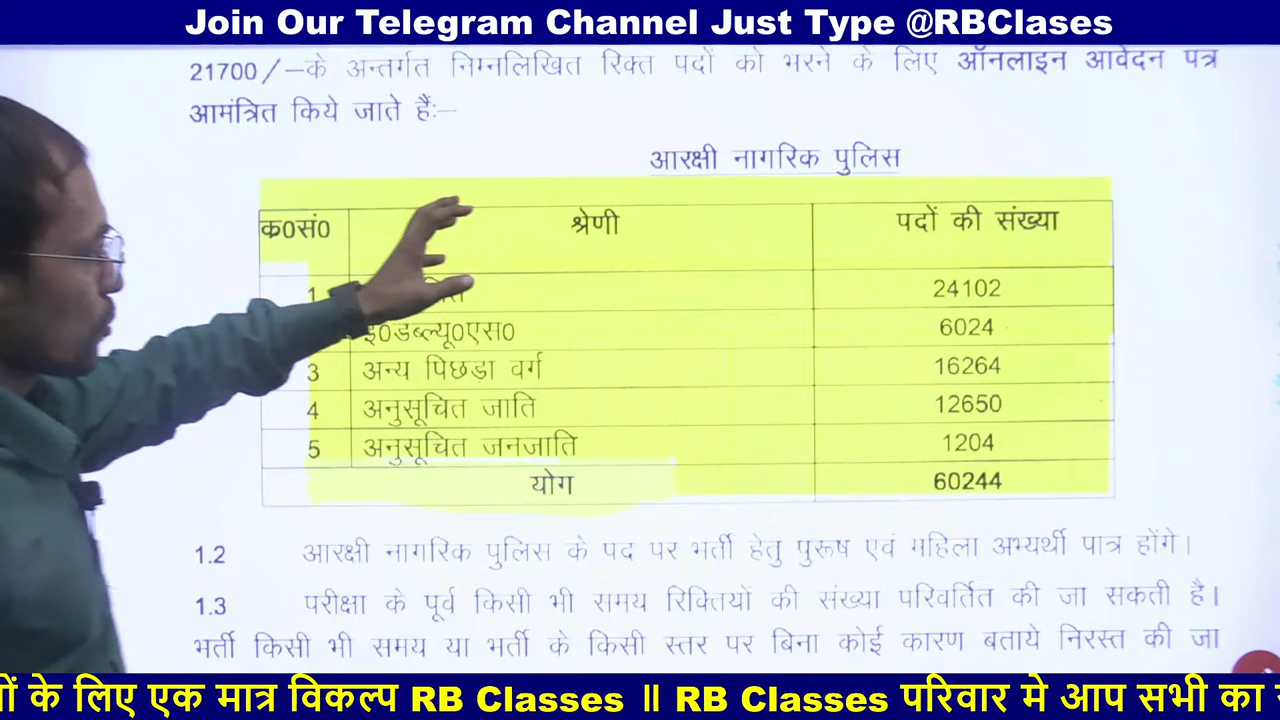 Join Our Telegram Channel Just Type @RBClases
21700/–के अन्तर्गत निम्नलिखित रिक्त पदों को भरने के लिए ऑनलाइन आवेदन पत्र
आमंत्रित किये जाते हैंः–
आरक्षी नागरिक पुलिस
क0सं0 श्रेणी पदों की संख्या
1 24102
इ0डब्ल्यू0एस0 6024
3 अन्य पिछड़ा वर्ग 16264
4 अनुसूचित जाति 12650
5 अनुसूचित जनजाति 1204
योग 60244
1.2 आरक्षी नागरिक पुलिस के पद पर भर्ती हेतु पुरूष एवं महिला अभ्यर्थी पात्र होंगे।
1.3 परीक्षा के पूर्व किसी भी समय रिक्तियों की संख्या परिवर्तित की जा सकती है।
भर्ती किसी भी समय या भर्ती के किसी स्तर पर बिना कोई कारण बताये निरस्त की जा
के लिए एक मात्र विकल्प RB Classes ॥ RB Classes परिवार मे आप सभी का